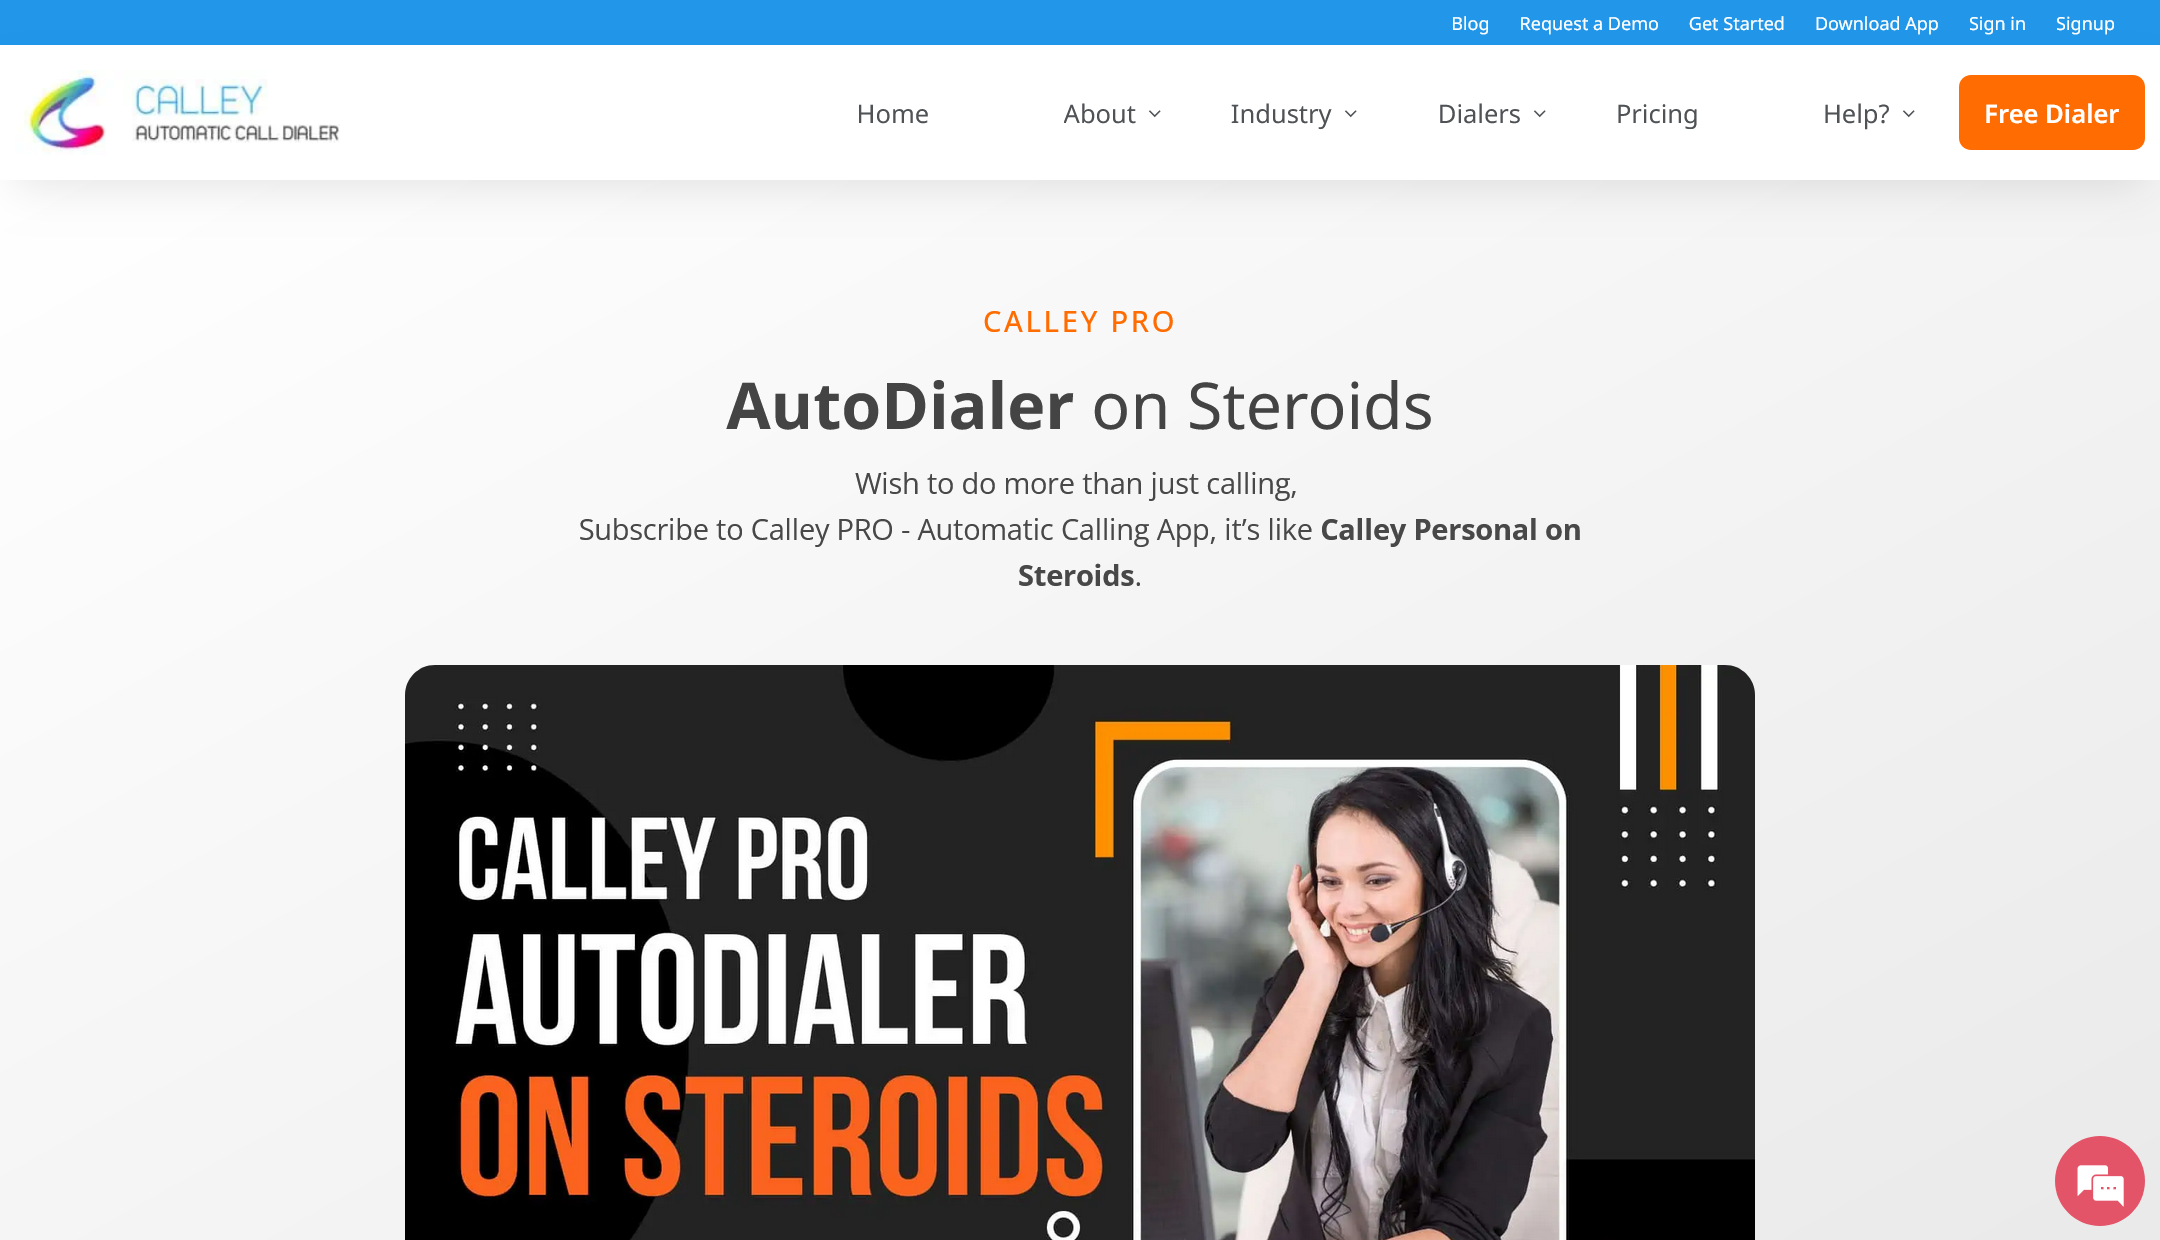 Blog Request a Demo Get Started Download App Sign in Signup
CALLEY
AUTOMATIC CALL DIALER
Home About Industry Dialers Pricing Help? Free Dialer
CALLEY PRO
AutoDialer on Steroids
Wish to do more than just calling,
Subscribe to Calley PRO - Automatic Calling App, it’s like Calley Personal on
Steroids.
CALLEY PRO
AUTODIALER
ON STEROIDS